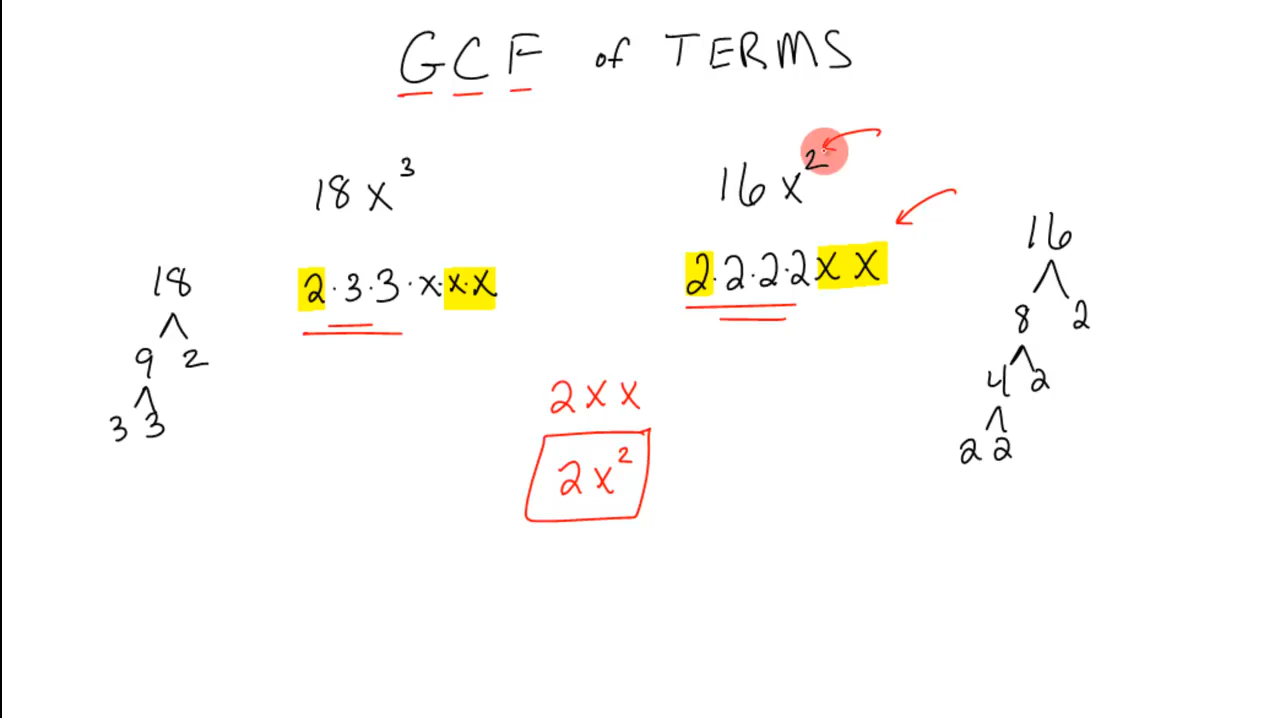 GCF of TERMS
18x³
16x²
18
9 2
3 3
2·3·3·x·x·x
2·2·2·2xx
16
8 2
4 2
2 2
2xx
2x²